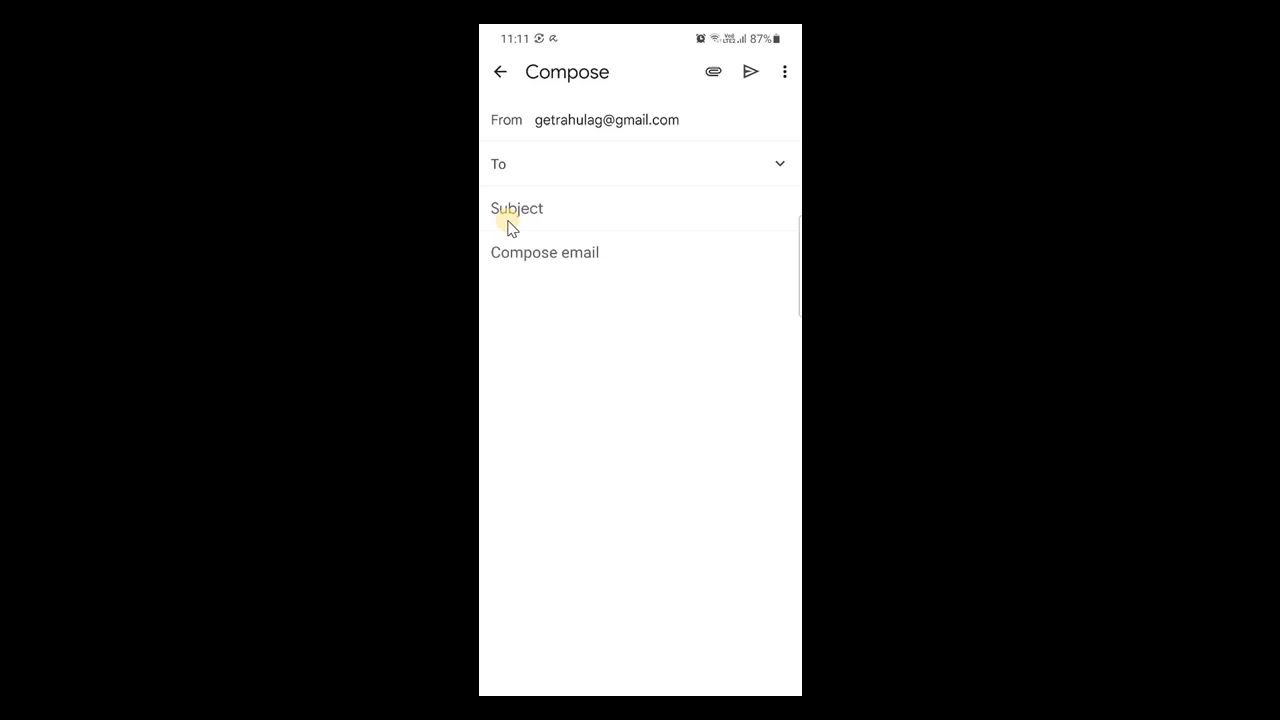 11:11 87%
Compose
From getrahulag@gmail.com
To
Subject
Compose email